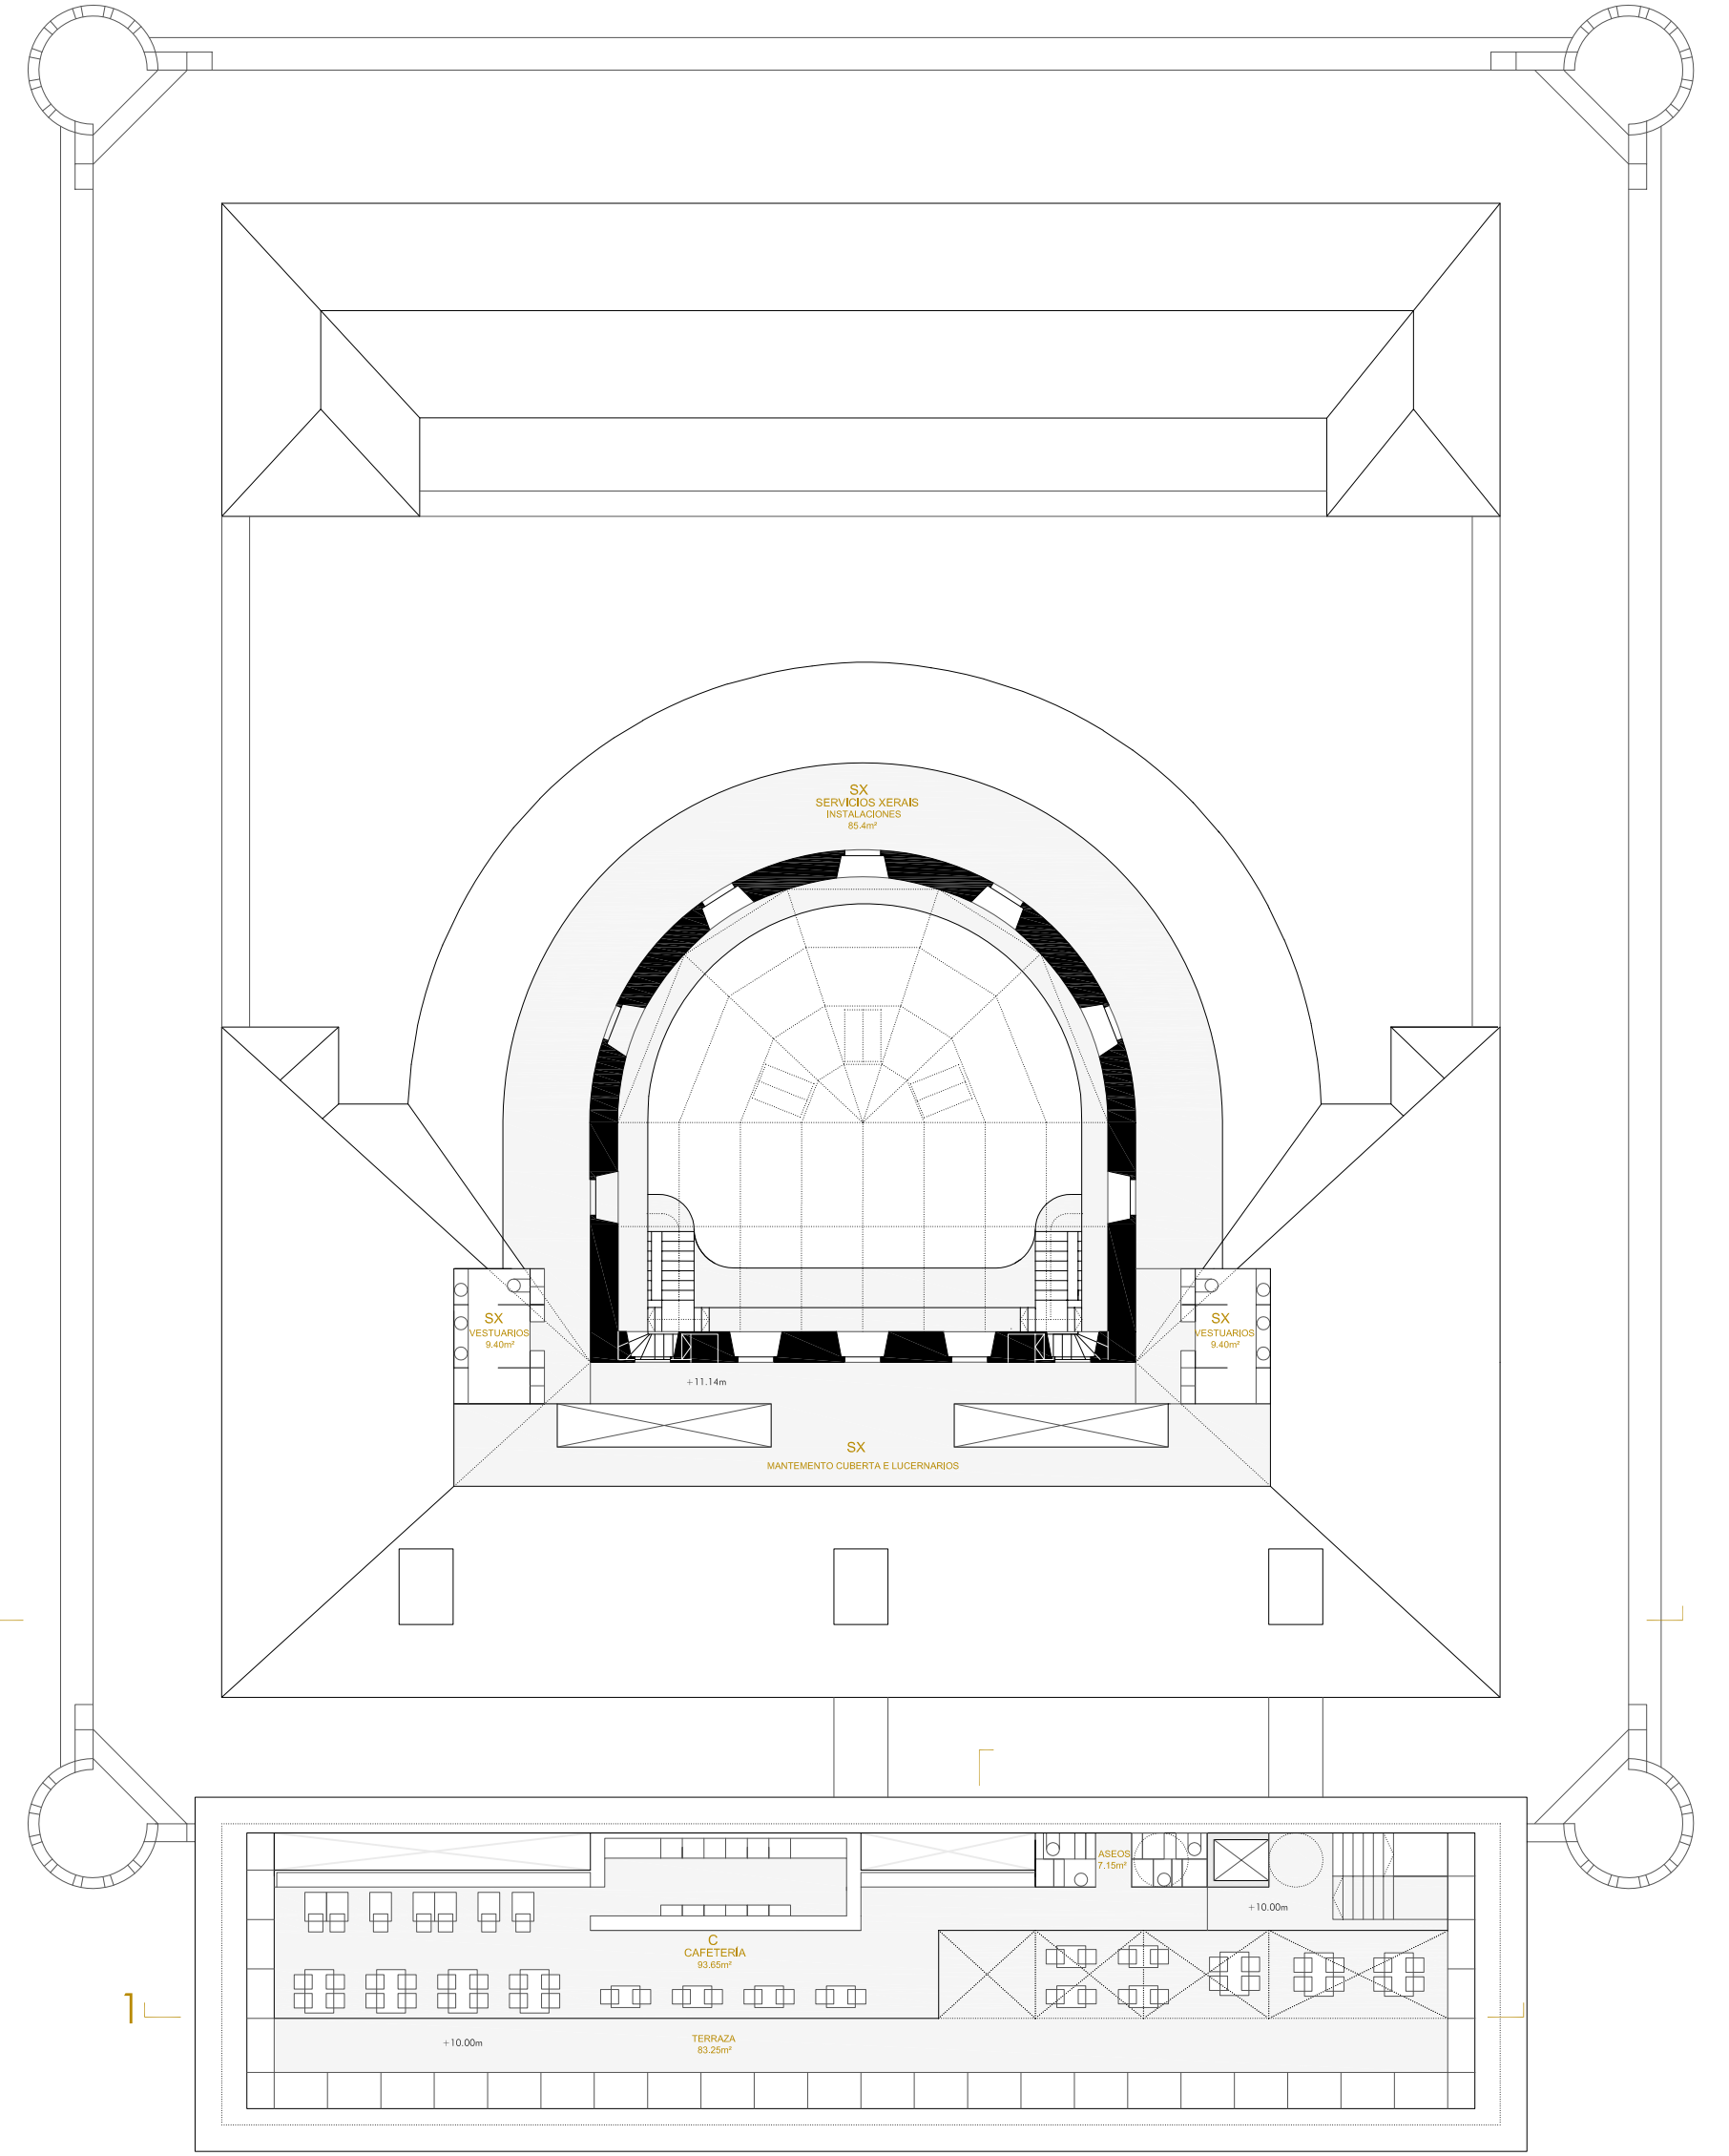 SX
SERVICIOS XERAIS
INSTALACIONES
85.4m²
SX
VESTUARIOS
9.40m²
SX
VESTUARIOS
9.40m²
+11.14m
SX
MANTEMENTO CUBERTA E LUCERNARIOS
ASEOS
7.15m²
+10.00m
C
CAFETERÍA
93.65m²
1
+10.00m
TERRAZA
83.25m²